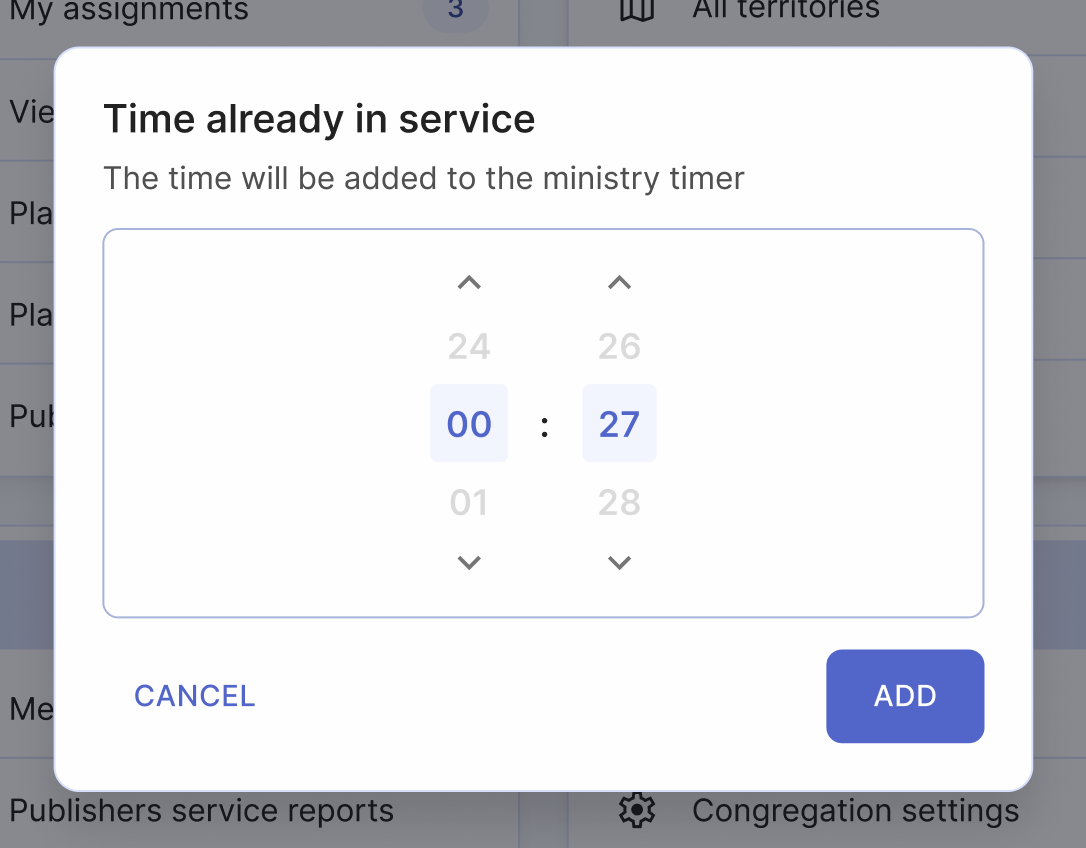 My assignments 3
All territories
Vie
Time already in service
The time will be added to the ministry timer
Pla
24 26
Pla
00 : 27
Pub
01 28
CANCEL ADD
Me
Publishers service reports
Congregation settings